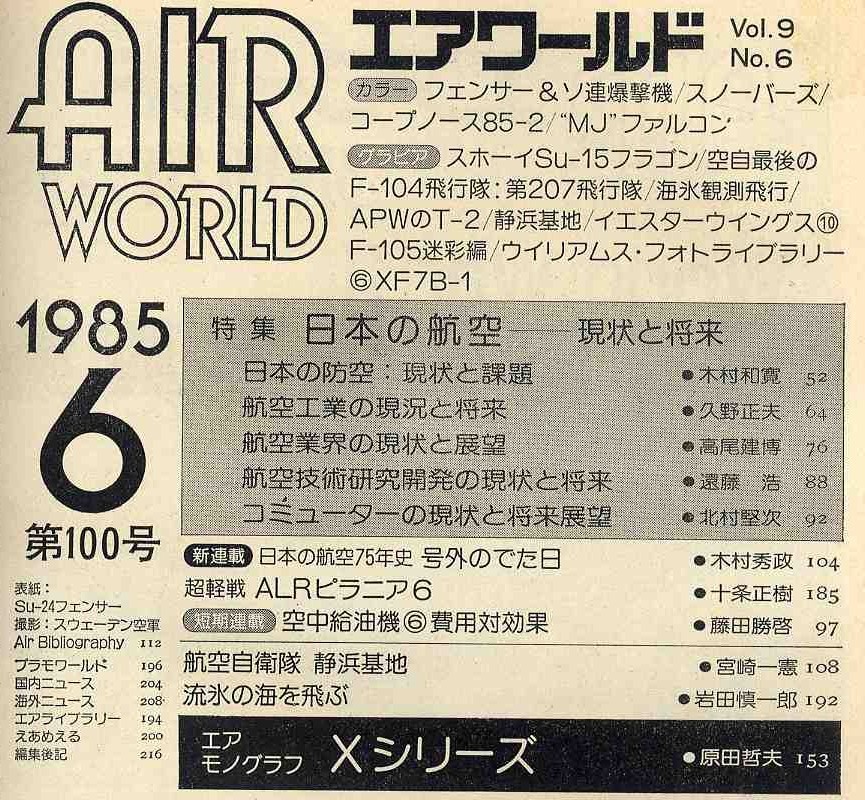 AIR
WORLD
エアワールド
Vol.9
No.6
カラー フェンサー&ソ連爆撃機/スノーバーズ/
コープノース85-2/“MJ”ファルコン
グラビア スホーイSu-15フラゴン/空自最後の
F-104飛行隊:第207飛行隊/海氷観測飛行/
APWのT-2/静浜基地/イエスターウイングス⑩
F-105迷彩編/ウイリアムス・フォトライブラリー
⑥XF7B-1
1985
6
第100号
特集 日本の航空――現状と将来
日本の防空:現状と課題 ●木村和寛 52
航空工業の現況と将来 ●久野正夫 64
航空業界の現状と展望 ●高尾建博 76
航空技術研究開発の現状と将来 ●遠藤 浩 88
コミューターの現状と将来展望 ●北村堅次 92
新連載 日本の航空75年史 号外のでた日 ●木村秀政 104
超軽戦 ALRピラニア6 ●十条正樹 185
短期連載 空中給油機⑥費用対効果 ●藤田勝啓 97
航空自衛隊 静浜基地 ●宮崎一憲 108
流氷の海を飛ぶ ●岩田慎一郎 192
エア
モノグラフ Xシリーズ ●原田哲夫 153
表紙:
Su-24フェンサー
撮影:スウェーデン空軍
Air Bibliography 112
プラモワールド 196
国内ニュース 204
海外ニュース 208
エアライブラリー 194
えあめえる 200
編集後記 216